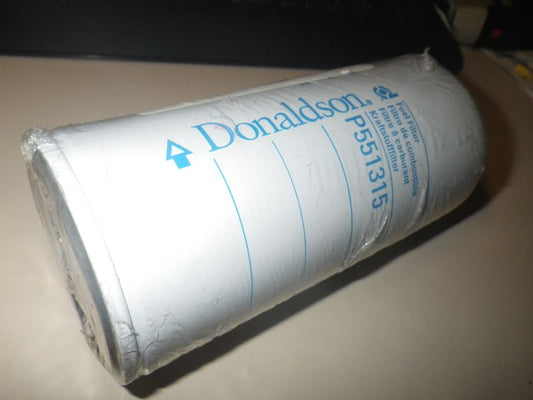 Donaldson®
P551315
Fuel Filter
Filtro de combustible
Filtre à carburant
Kraftstofffilter